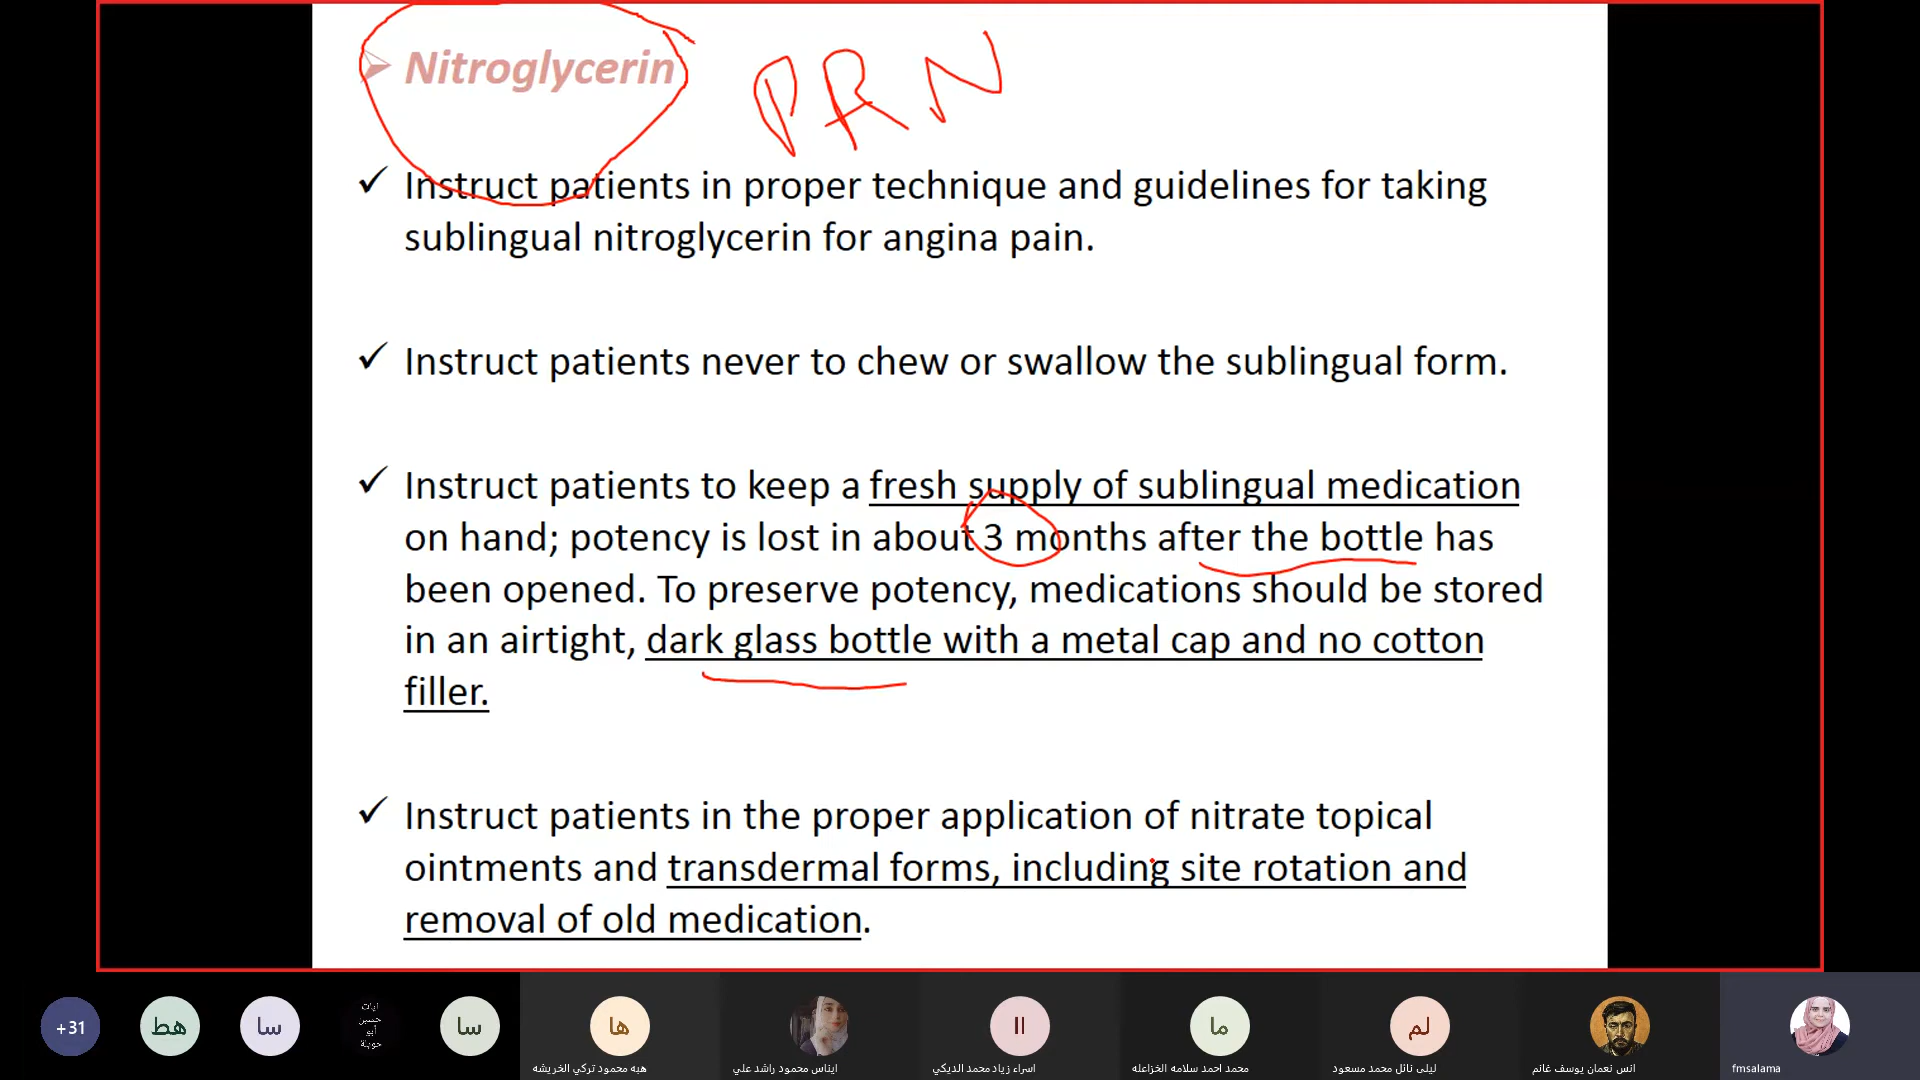 Nitroglycerin PRN
Instruct patients in proper technique and guidelines for taking
sublingual nitroglycerin for angina pain.
Instruct patients never to chew or swallow the sublingual form.
Instruct patients to keep a fresh supply of sublingual medication
on hand; potency is lost in about 3 months after the bottle has
been opened. To preserve potency, medications should be stored
in an airtight, dark glass bottle with a metal cap and no cotton
filler.
Instruct patients in the proper application of nitrate topical
ointments and transdermal forms, including site rotation and
removal of old medication.
+31
هط
سا
ايات
حسين
أبو
حويلة
سا
ها
اا
ما
لم
هبه محمود تركي الخريشه
ايناس محمود راشد علي
اسراء زياد محمد الديكي
محمد احمد سلامه الخزاعله
ليلى نائل محمد مسعود
انس نعمان يوسف غانم
fmsalama